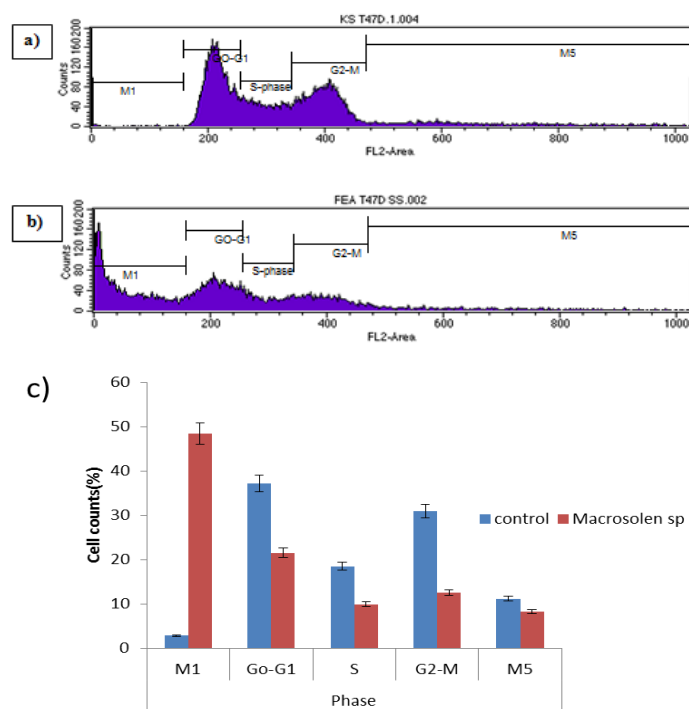 KS T47D.1.004
a)
Counts
0 40 80 120 160 200
M1
GO-G1
S-phase
G2-M
M5
0 200 400 600 800 1000
FL2-Area
FEA T47D SS.002
b)
Counts
0 40 80 120 160 200
M1
GO-G1
S-phase
G2-M
M5
0 200 400 600 800 1000
FL2-Area
c)
Cell counts(%)
60
50
40
30
20
10
0
control
Macrosolen sp
M1 Go-G1 S G2-M M5
Phase